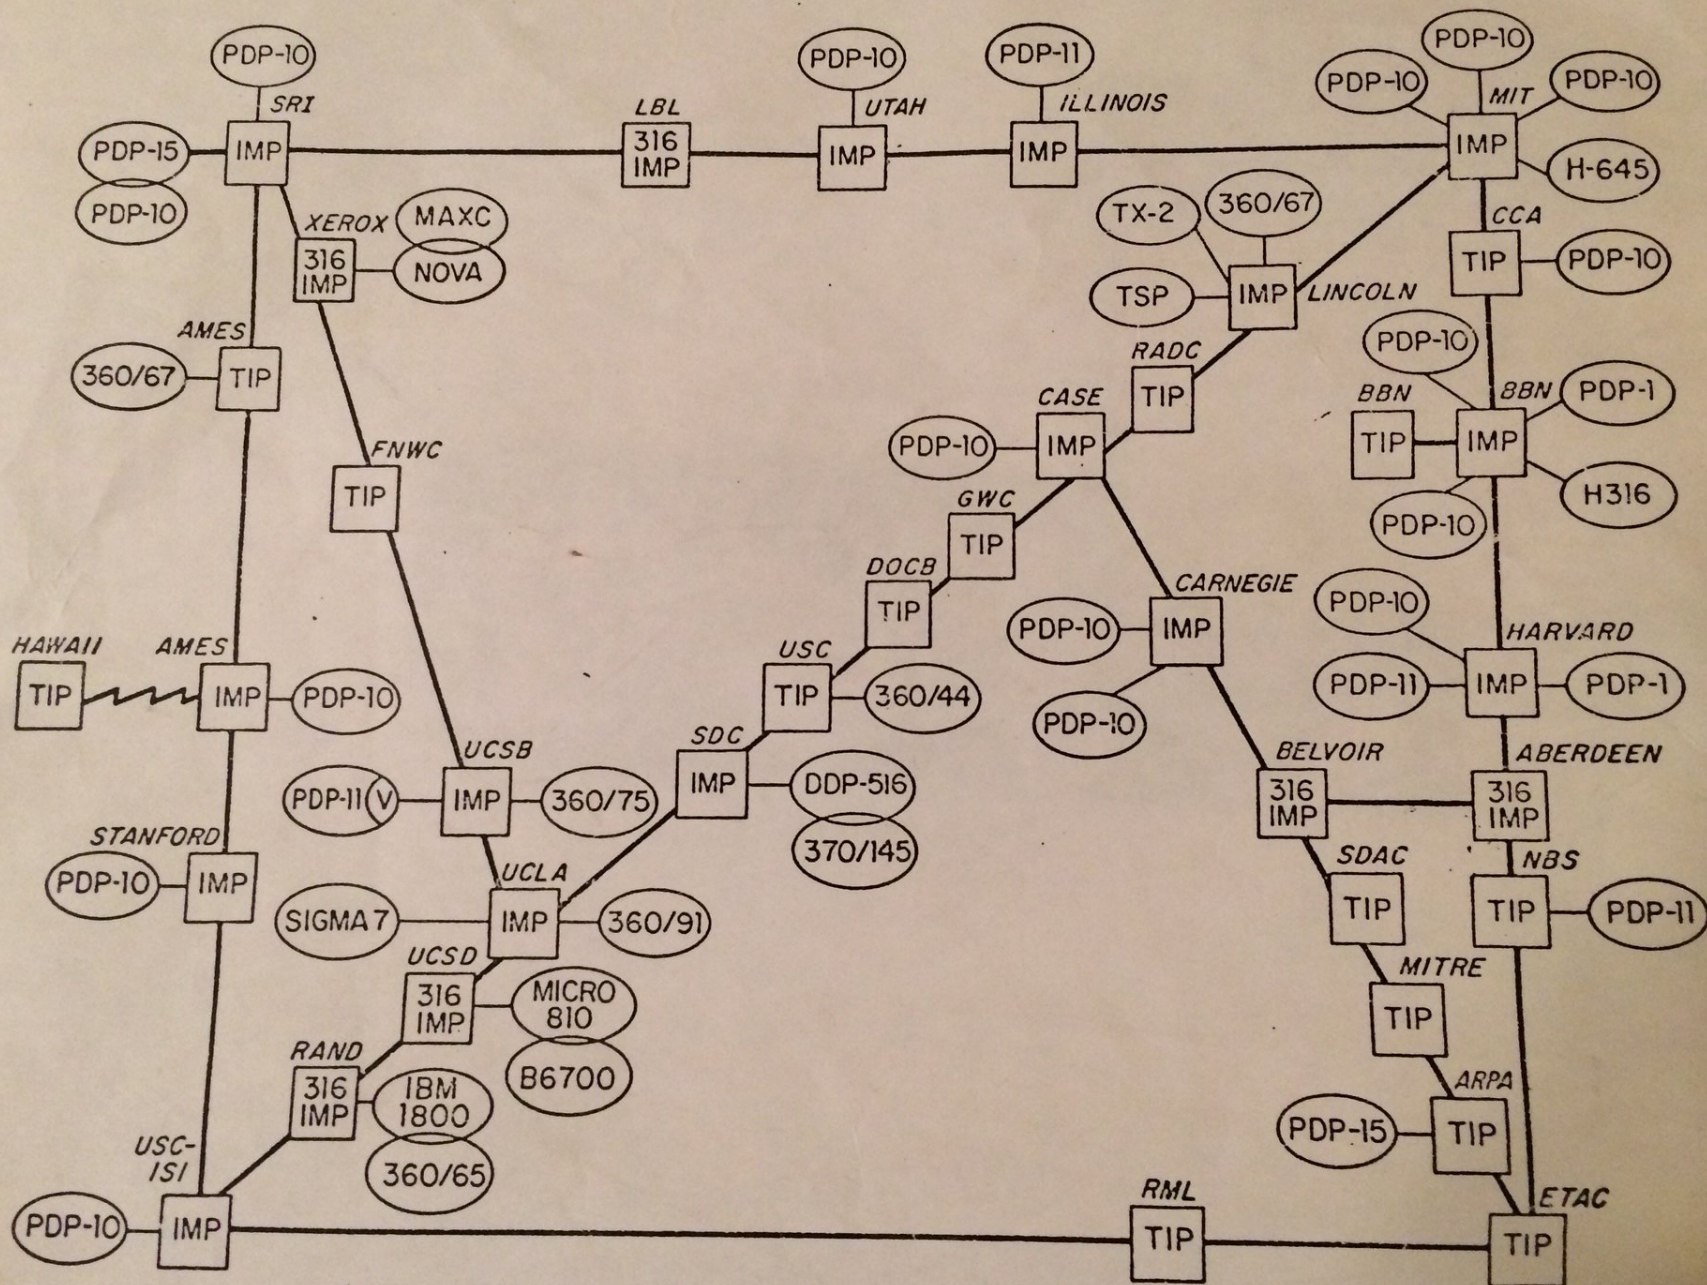 PDP-10
SRI
PDP-15
IMP
PDP-10
LBL
316
IMP
PDP-10
UTAH
IMP
PDP-11
ILLINOIS
IMP
PDP-10
PDP-10
PDP-10
MIT
IMP
H-645
XEROX
316
IMP
MAXC
NOVA
TX-2
360/67
TSP
IMP
LINCOLN
CCA
TIP
PDP-10
AMES
360/67
TIP
RADC
TIP
CASE
PDP-10
IMP
PDP-10
BBN
TIP
BBN
IMP
PDP-1
H316
PDP-10
FNWC
TIP
GWC
TIP
DOCB
TIP
CARNEGIE
PDP-10
IMP
PDP-10
PDP-10
HARVARD
PDP-11
IMP
PDP-1
HAWAII
TIP
AMES
IMP
PDP-10
USC
TIP
360/44
UCSB
PDP-11
V
IMP
360/75
SDC
IMP
DDP-516
370/145
BELVOIR
316
IMP
ABERDEEN
316
IMP
STANFORD
PDP-10
IMP
UCLA
SIGMA 7
IMP
360/91
SDAC
TIP
NBS
TIP
PDP-11
UCSD
316
IMP
MICRO
810
B6700
MITRE
TIP
RAND
316
IMP
IBM
1800
360/65
ARPA
PDP-15
TIP
USC-
ISI
PDP-10
IMP
RML
TIP
ETAC
TIP